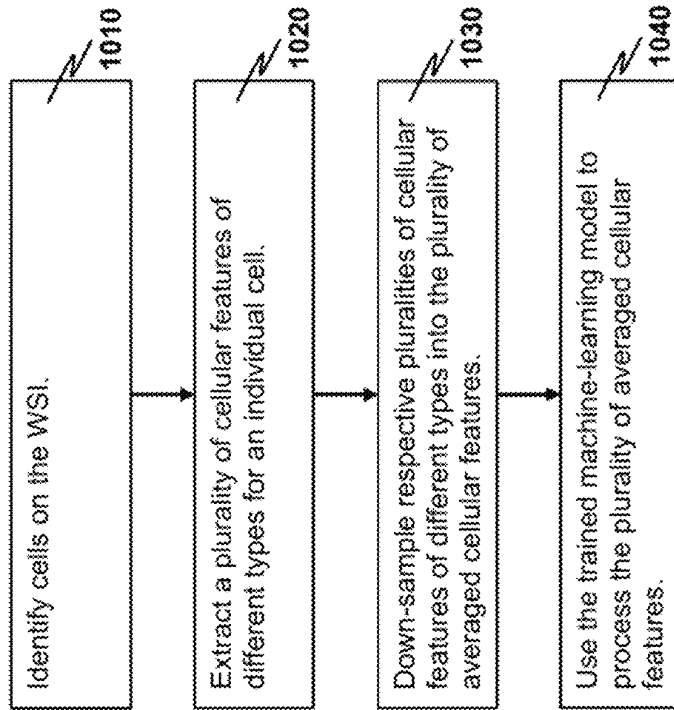 Identify cells on the WSI.
1010
Extract a plurality of cellular features of
different types for an individual cell.
1020
Down-sample respective pluralities of cellular
features of different types into the plurality of
averaged cellular features.
1030
Use the trained machine-learning model to
process the plurality of averaged cellular
features.
1040